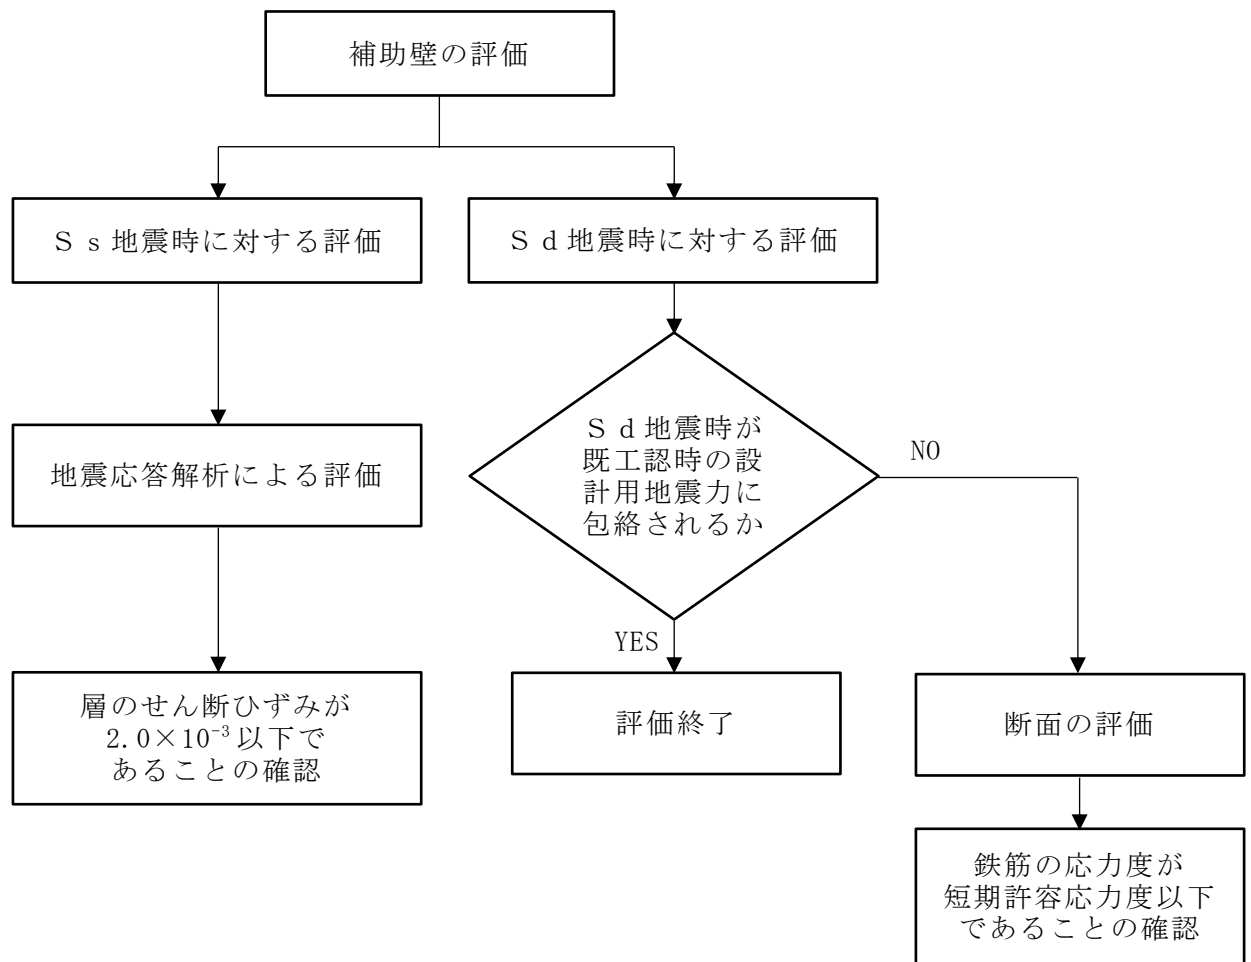 補助壁の評価
Ｓｓ地震時に対する評価
Ｓｄ地震時に対する評価
地震応答解析による評価
Ｓｄ地震時が
既工認時の設
計用地震力に
包絡されるか
NO
YES
層のせん断ひずみが
2.0×10⁻³以下で
あることの確認
評価終了
断面の評価
鉄筋の応力度が
短期許容応力度以下
であることの確認